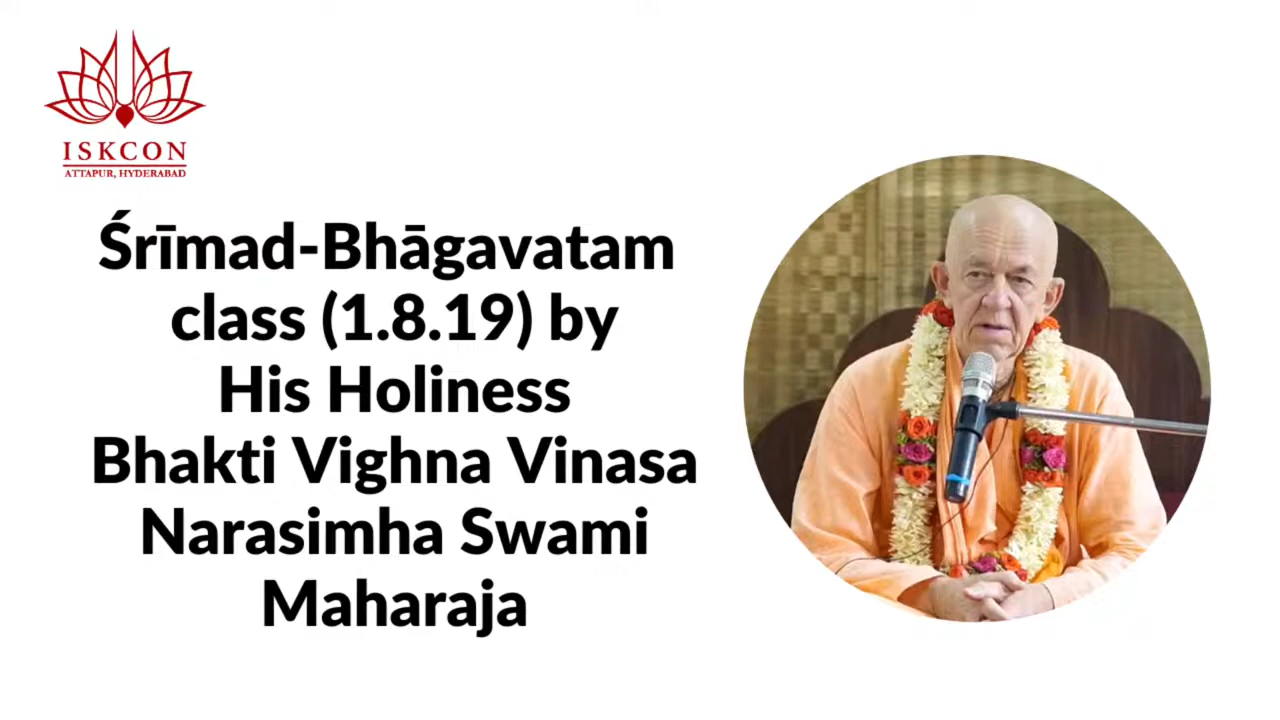 ISKCON
ATTAPUR, HYDERABAD
Śrīmad-Bhāgavatam
class (1.8.19) by
His Holiness
Bhakti Vighna Vinasa
Narasimha Swami
Maharaja